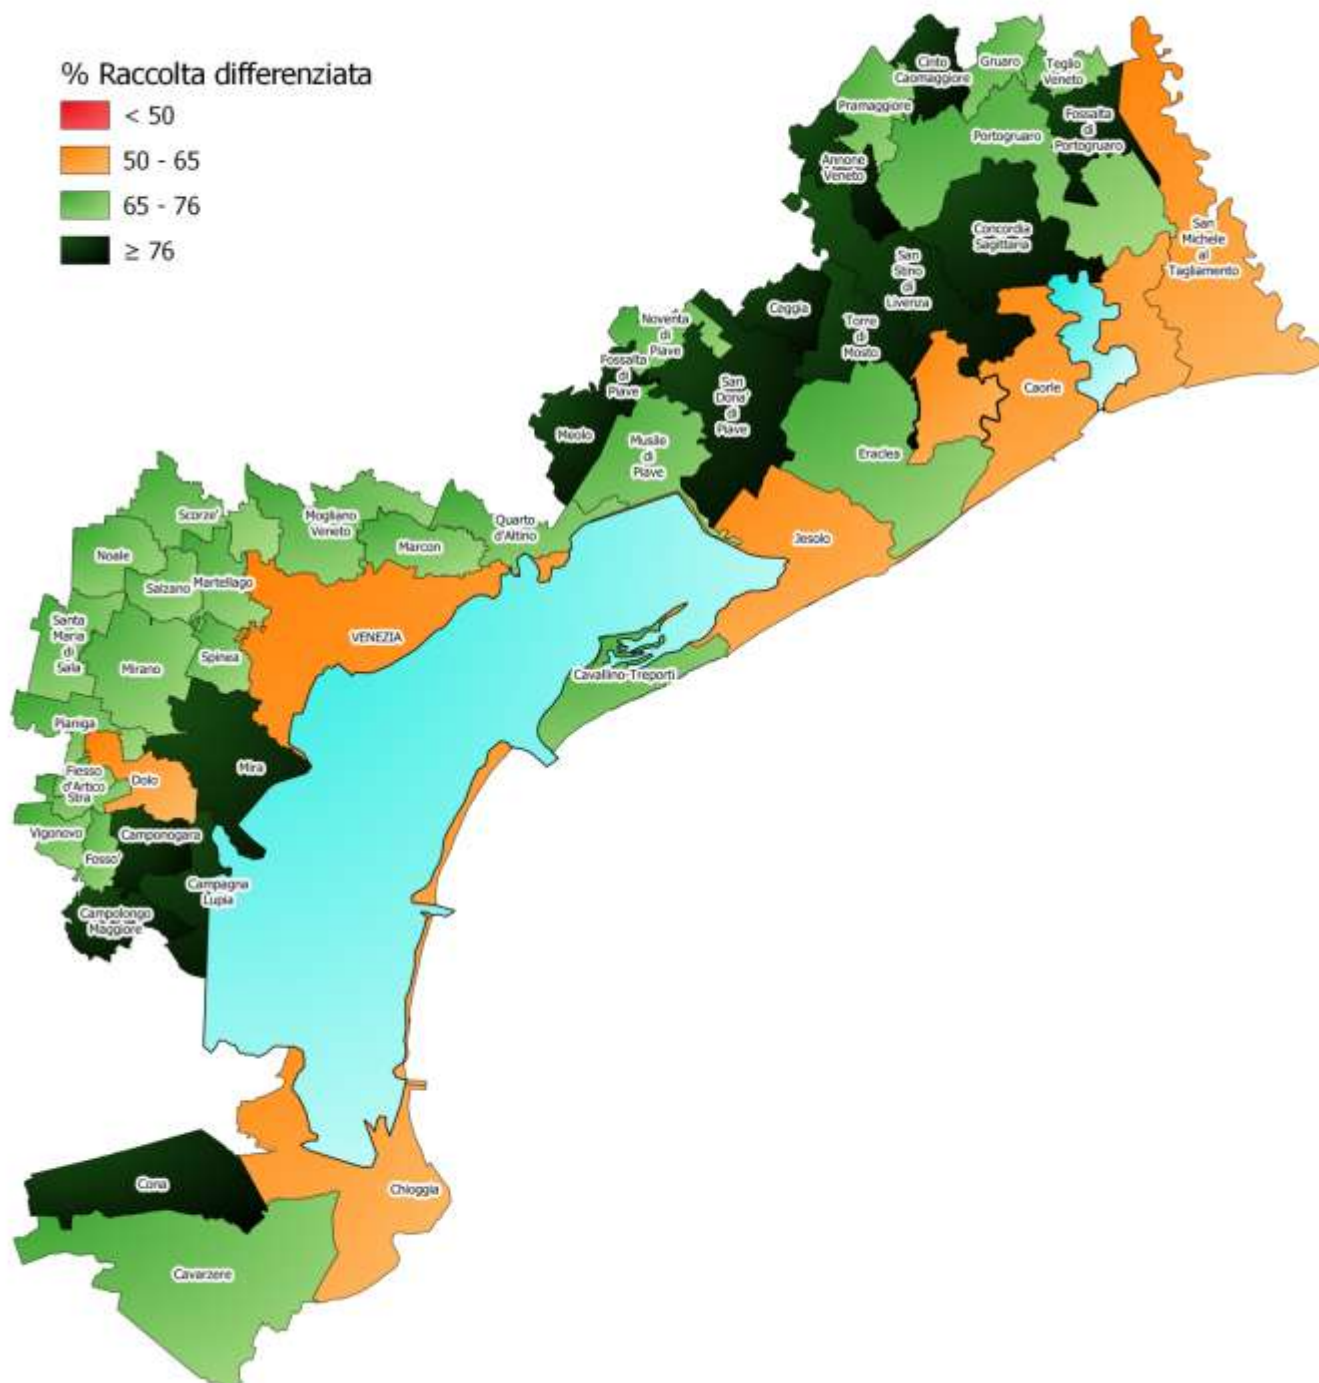 % Raccolta differenziata
< 50
50 - 65
65 - 76
≥ 76
Cinto
Caomaggiore
Gruaro
Teglio
Veneto
Pramaggiore
Fossalta
di
Portogruaro
Portogruaro
Annone
Veneto
Concordia
Sagittaria
San
Michele
al
Tagliamento
San
Stino
di
Livenza
Ceggia
Torre
di
Mosto
Noventa
di
Piave
Fossalta
di
Piave
San
Dona'
di
Piave
Caorle
Meolo
Musile
di
Piave
Eraclea
Jesolo
Scorze'
Mogliano
Veneto
Quarto
d'Altino
Marcon
Noale
Salzano
Martellago
Santa
Maria
di
Sala
VENEZIA
Spinea
Mirano
Cavallino-Treporti
Pianiga
Mira
Fiesso
d'Artico
Dolo
Stra
Vigonovo
Camponogara
Fosso'
Campagna
Lupia
Campolongo
Maggiore
Cona
Chioggia
Cavarzere